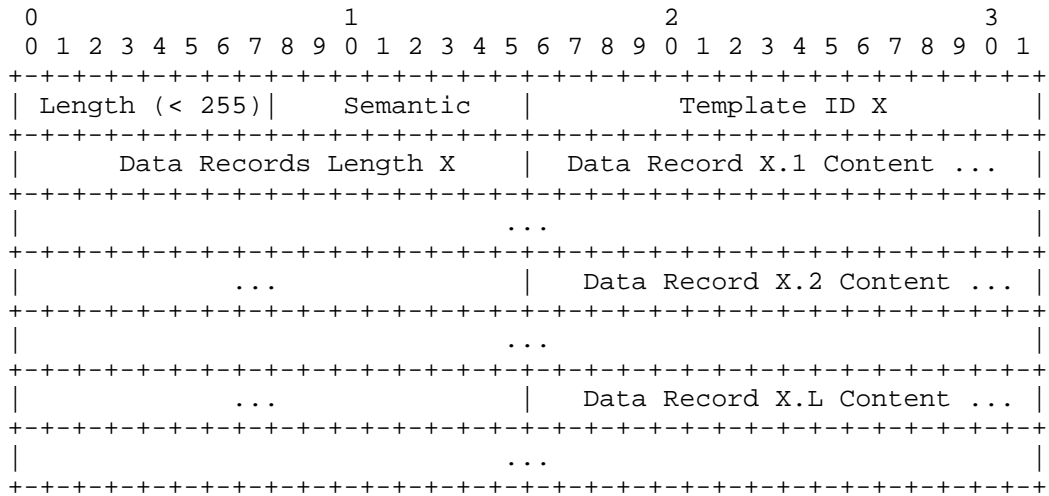 0                   1                   2                   3
 0 1 2 3 4 5 6 7 8 9 0 1 2 3 4 5 6 7 8 9 0 1 2 3 4 5 6 7 8 9 0 1
+-+-+-+-+-+-+-+-+-+-+-+-+-+-+-+-+-+-+-+-+-+-+-+-+-+-+-+-+-+-+-+-+
| Length (< 255)|    Semantic   |         Template ID X         |
+-+-+-+-+-+-+-+-+-+-+-+-+-+-+-+-+-+-+-+-+-+-+-+-+-+-+-+-+-+-+-+-+
|      Data Records Length X    |  Data Record X.1 Content ...  |
+-+-+-+-+-+-+-+-+-+-+-+-+-+-+-+-+-+-+-+-+-+-+-+-+-+-+-+-+-+-+-+-+
|                              ...                              |
+-+-+-+-+-+-+-+-+-+-+-+-+-+-+-+-+-+-+-+-+-+-+-+-+-+-+-+-+-+-+-+-+
|             ...               |   Data Record X.2 Content ... |
+-+-+-+-+-+-+-+-+-+-+-+-+-+-+-+-+-+-+-+-+-+-+-+-+-+-+-+-+-+-+-+-+
|                              ...                              |
+-+-+-+-+-+-+-+-+-+-+-+-+-+-+-+-+-+-+-+-+-+-+-+-+-+-+-+-+-+-+-+-+
|             ...               |   Data Record X.L Content ... |
+-+-+-+-+-+-+-+-+-+-+-+-+-+-+-+-+-+-+-+-+-+-+-+-+-+-+-+-+-+-+-+-+
|                              ...                              |
+-+-+-+-+-+-+-+-+-+-+-+-+-+-+-+-+-+-+-+-+-+-+-+-+-+-+-+-+-+-+-+-+